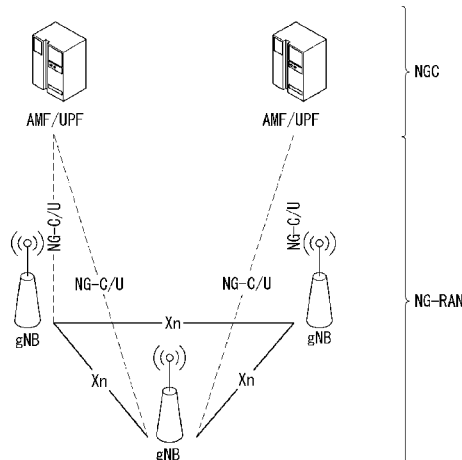 NGC
AMF/UPF
AMF/UPF
NG-C/U
NG-C/U
NG-C/U
NG-C/U
NG-RAN
Xn
gNB
gNB
Xn
Xn
gNB